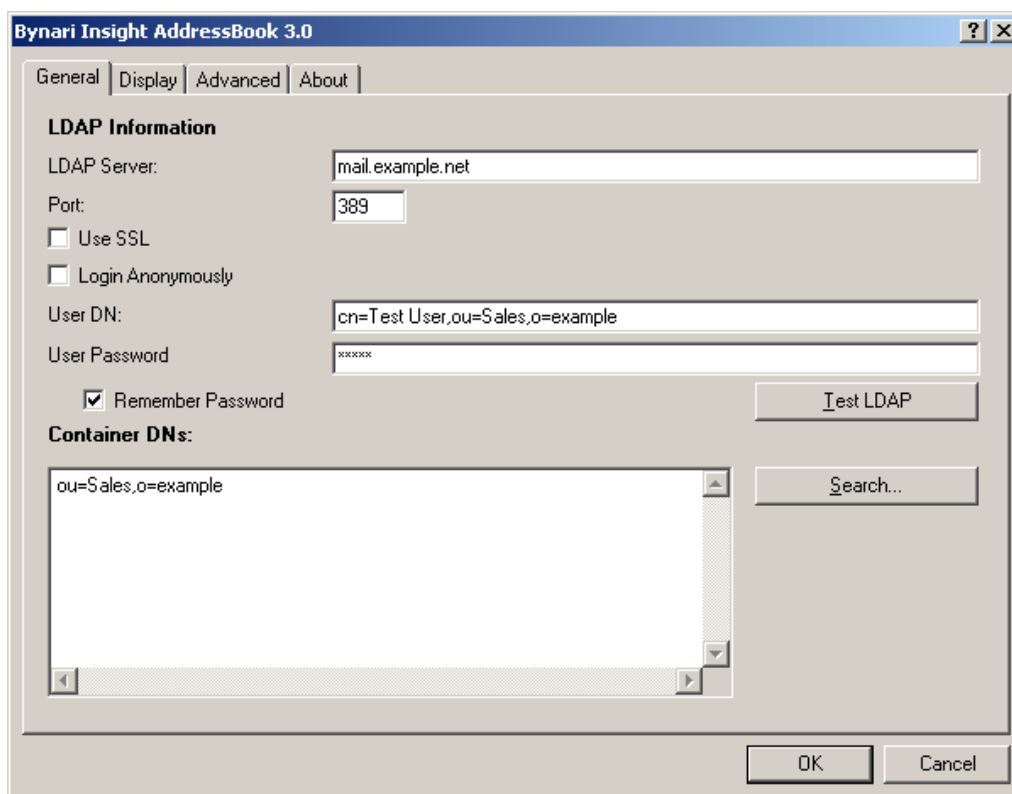 Bynari Insight AddressBook 3.0
General Display Advanced About
LDAP Information
LDAP Server: mail.example.net
Port: 389
Use SSL
Login Anonymously
User DN: cn=Test User,ou=Sales,o=example
User Password xxxxx
Remember Password Test LDAP
Container DNs:
ou=Sales,o=example Search...
OK Cancel